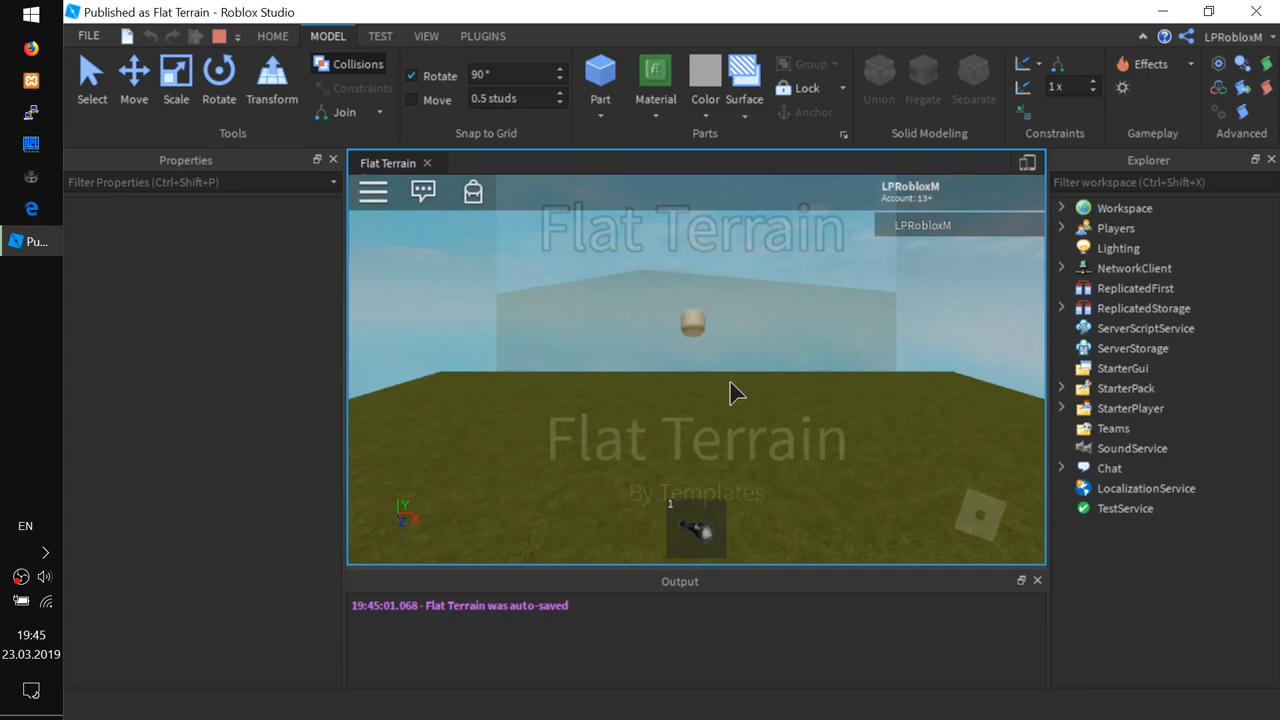 Published as Flat Terrain - Roblox Studio
FILE
HOME
MODEL
TEST
VIEW
PLUGINS
LPRobloxM
Select
Move
Scale
Rotate
Transform
Tools
Collisions
Constraints
Join
Rotate
90°
Move
0.5 studs
Snap to Grid
Part
Material
Color
Surface
Group
Lock
Anchor
Parts
Union
Negate
Separate
Solid Modeling
1 x
Constraints
Effects
Gameplay
Advanced
Properties
Filter Properties (Ctrl+Shift+P)
Flat Terrain
LPRobloxM
Account: 13+
LPRobloxM
Flat Terrain
Flat Terrain
By Templates
1
Y
Z
X
Output
19:45:01.068 - Flat Terrain was auto-saved
Explorer
Filter workspace (Ctrl+Shift+X)
Workspace
Players
Lighting
NetworkClient
ReplicatedFirst
ReplicatedStorage
ServerScriptService
ServerStorage
StarterGui
StarterPack
StarterPlayer
Teams
SoundService
Chat
LocalizationService
TestService
Pu...
EN
19:45
23.03.2019